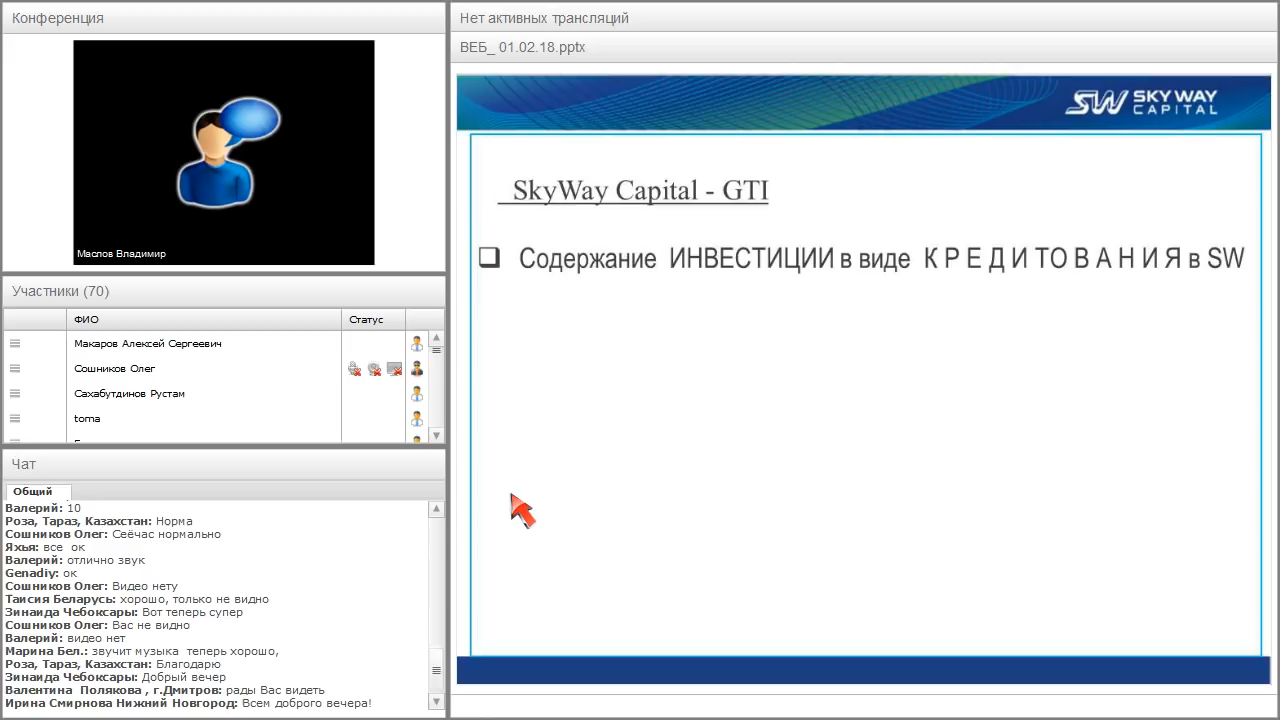 Конференция
Маслов Владимир
Участники (70)
ФИО Статус
Макаров Алексей Сергеевич
Сошников Олег
Сахабутдинов Рустам
toma
Чат
Общий
Валерий: 10
Роза, Тараз, Казахстан: Норма
Сошников Олег: Сеёчас нормально
Яхья: все ок
Валерий: отлично звук
Genadiy: ок
Сошников Олег: Видео нету
Таисия Беларусь: хорошо, только не видно
Зинаида Чебоксары: Вот теперь супер
Сошников Олег: Вас не видно
Валерий: видео нет
Марина Бел.: звучит музыка теперь хорошо,
Роза, Тараз, Казахстан: Благодарю
Зинаида Чебоксары: Добрый вечер
Валентина Полякова , г.Дмитров: рады Вас видеть
Ирина Смирнова Нижний Новгород: Всем доброго вечера!
Нет активных трансляций
ВЕБ_ 01.02.18.pptx
SW SKY WAY
CAPITAL
SkyWay Capital - GTI
Содержание ИНВЕСТИЦИИ в виде К Р Е Д И Т О В А Н И Я в SW